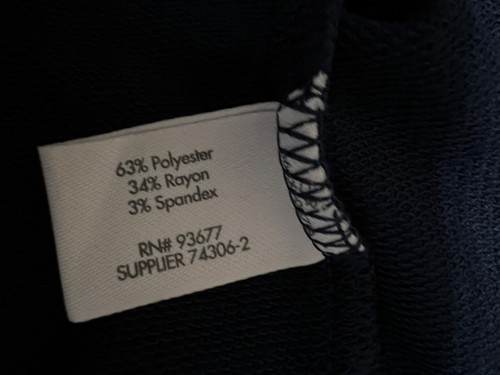 63% Polyester
34% Rayon
3% Spandex
RN# 93677
SUPPLIER 74306-2